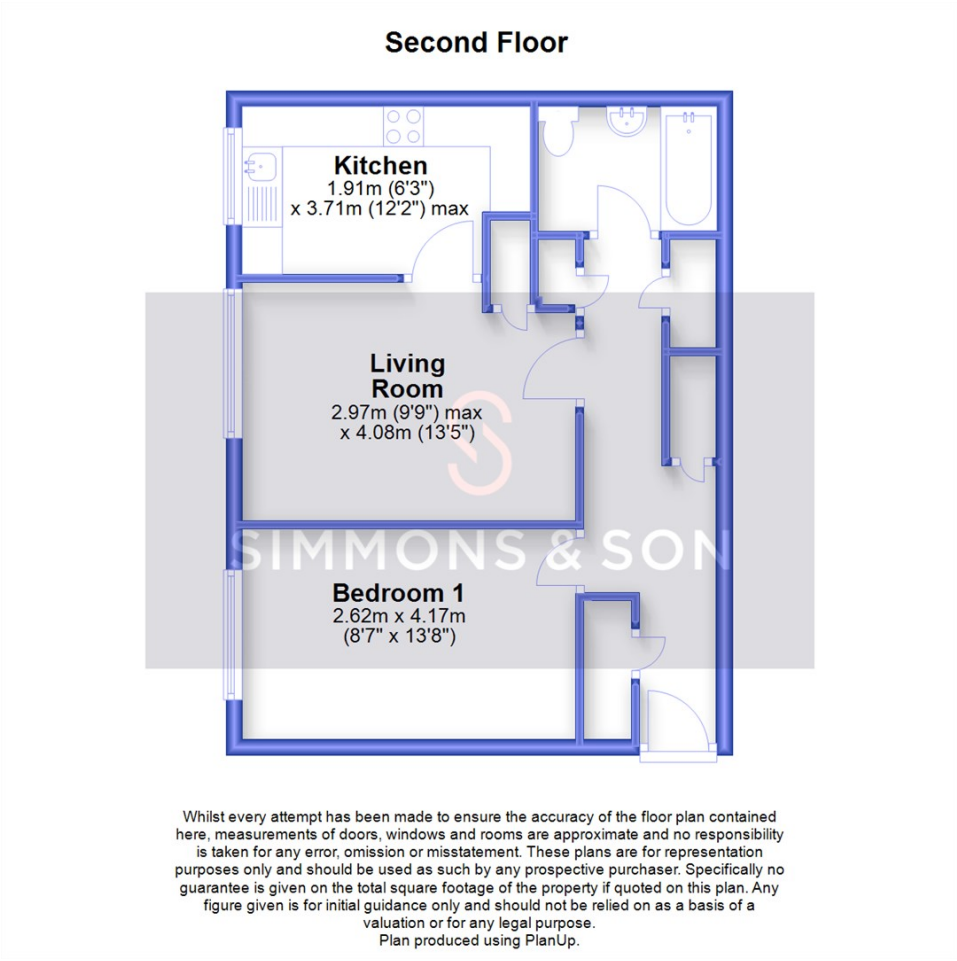 Second Floor
Kitchen
1.91m (6'3")
x 3.71m (12'2") max
Living
Room
2.97m (9'9") max
x 4.08m (13'5")
SIMMONS & SON
Bedroom 1
2.62m x 4.17m
(8'7" x 13'8")
Whilst every attempt has been made to ensure the accuracy of the floor plan contained
here, measurements of doors, windows and rooms are approximate and no responsibility
is taken for any error, omission or misstatement. These plans are for representation
purposes only and should be used as such by any prospective purchaser. Specifically no
guarantee is given on the total square footage of the property if quoted on this plan. Any
figure given is for initial guidance only and should not be relied on as a basis of a
valuation or for any legal purpose.
Plan produced using PlanUp.